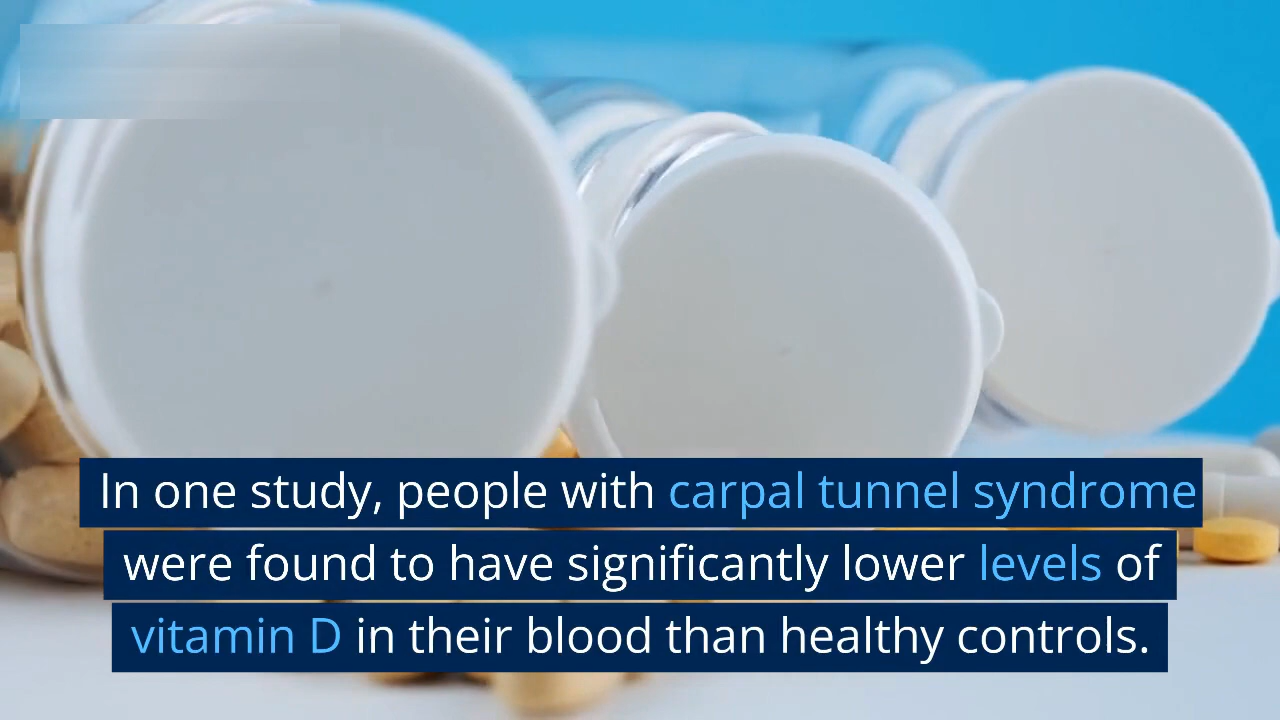 In one study, people with carpal tunnel syndrome
were found to have significantly lower levels of
vitamin D in their blood than healthy controls.